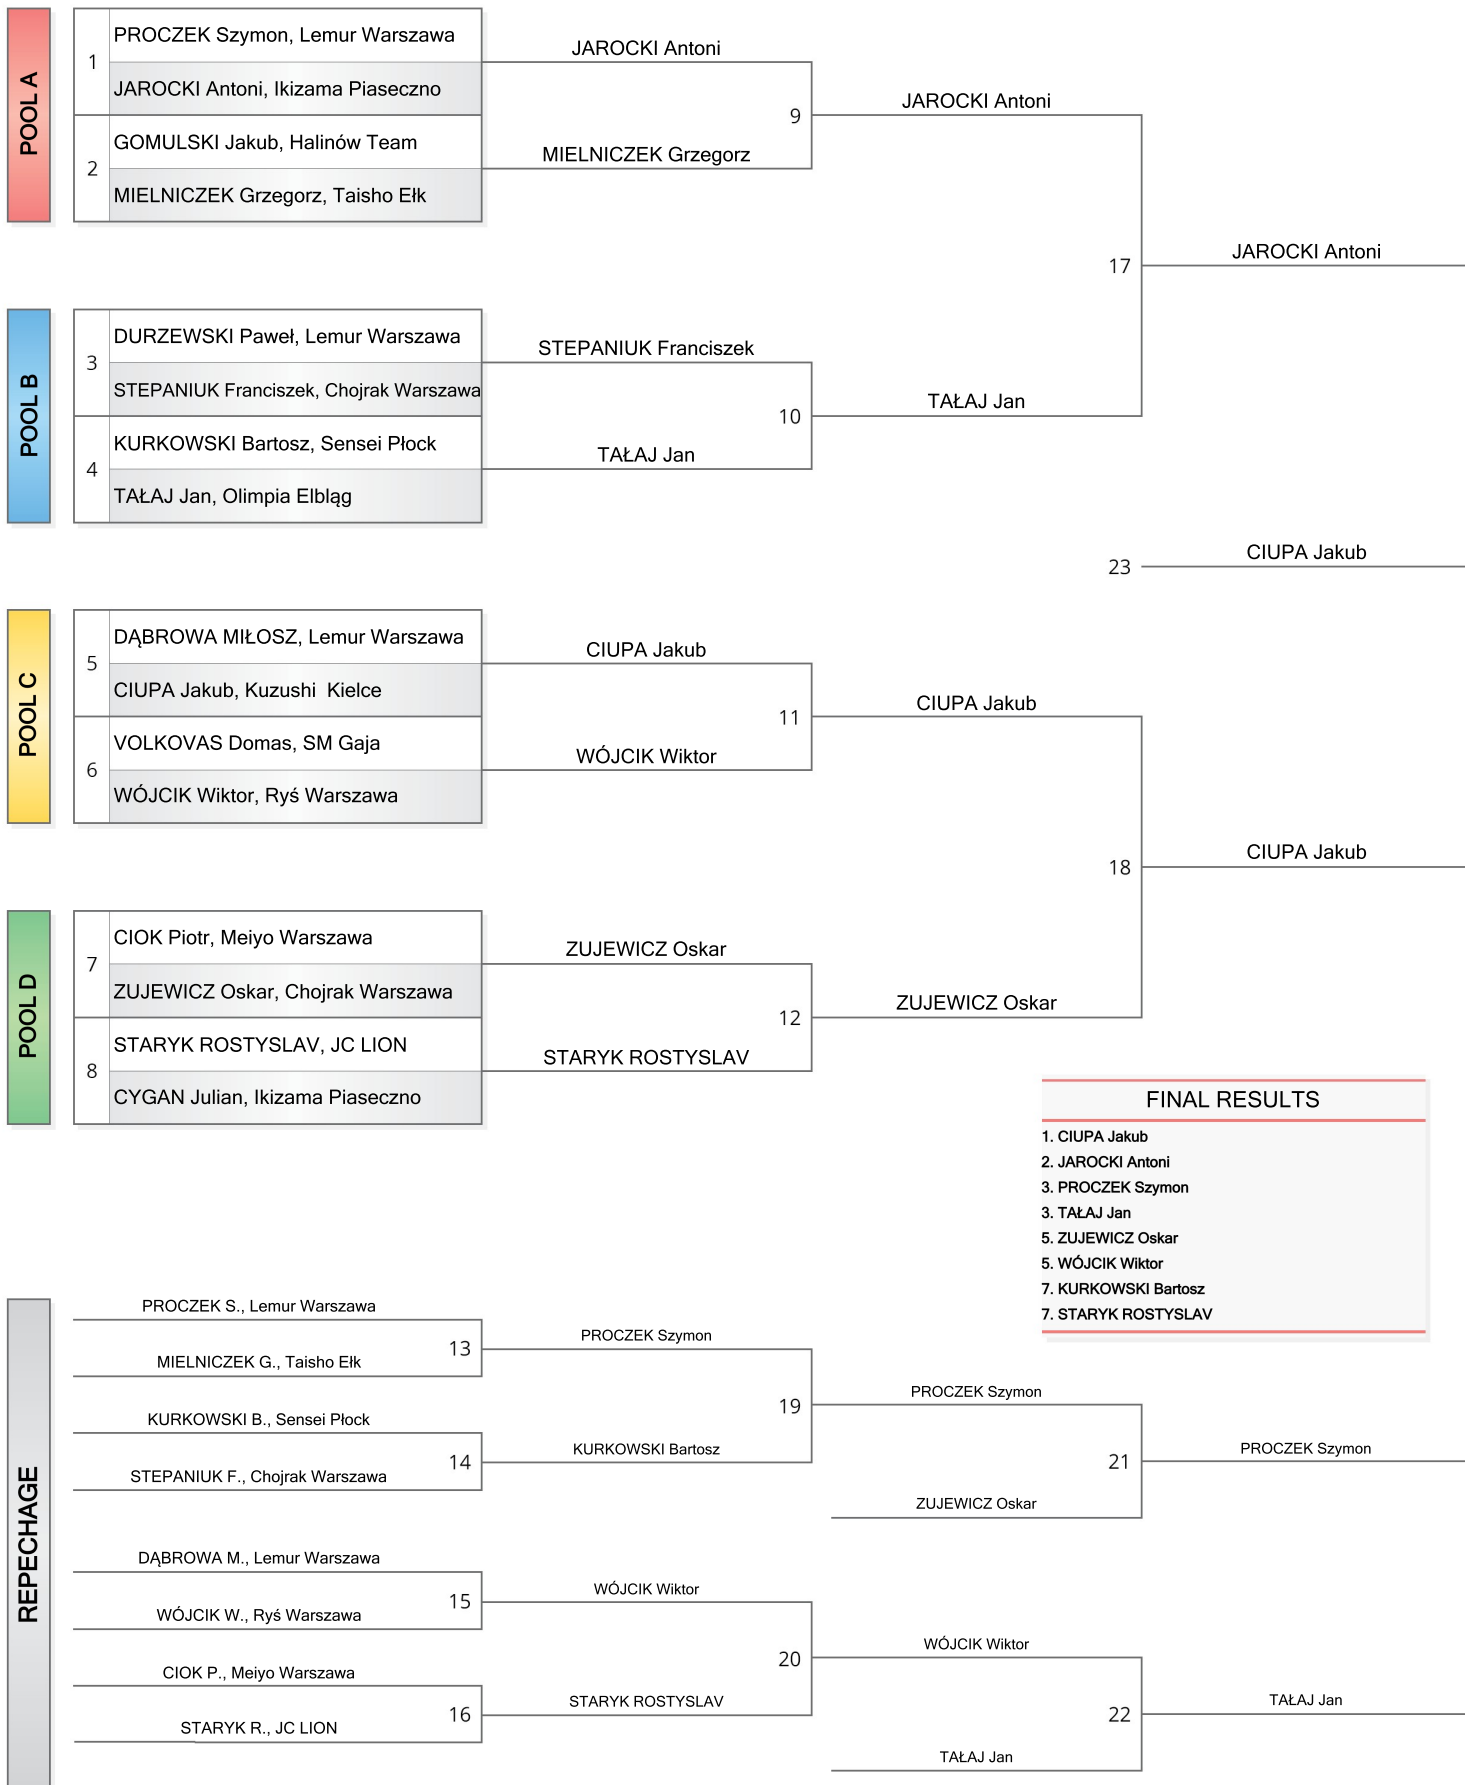 POOL A
1
PROCZEK Szymon, Lemur Warszawa
JAROCKI Antoni, Ikizama Piaseczno
2
GOMULSKI Jakub, Halinów Team
MIELNICZEK Grzegorz, Taisho Ełk
JAROCKI Antoni
MIELNICZEK Grzegorz
9
JAROCKI Antoni
17
JAROCKI Antoni
POOL B
3
DURZEWSKI Paweł, Lemur Warszawa
STEPANIUK Franciszek, Chojrak Warszawa
4
KURKOWSKI Bartosz, Sensei Płock
TAŁAJ Jan, Olimpia Elbląg
STEPANIUK Franciszek
TAŁAJ Jan
10
TAŁAJ Jan
23
CIUPA Jakub
POOL C
5
DĄBROWA MIŁOSZ, Lemur Warszawa
CIUPA Jakub, Kuzushi  Kielce
6
VOLKOVAS Domas, SM Gaja
WÓJCIK Wiktor, Ryś Warszawa
CIUPA Jakub
WÓJCIK Wiktor
11
CIUPA Jakub
18
CIUPA Jakub
POOL D
7
CIOK Piotr, Meiyo Warszawa
ZUJEWICZ Oskar, Chojrak Warszawa
8
STARYK ROSTYSLAV, JC LION
CYGAN Julian, Ikizama Piaseczno
ZUJEWICZ Oskar
STARYK ROSTYSLAV
12
ZUJEWICZ Oskar
FINAL RESULTS
1. CIUPA Jakub
2. JAROCKI Antoni
3. PROCZEK Szymon
3. TAŁAJ Jan
5. ZUJEWICZ Oskar
5. WÓJCIK Wiktor
7. KURKOWSKI Bartosz
7. STARYK ROSTYSLAV
REPECHAGE
PROCZEK S., Lemur Warszawa
MIELNICZEK G., Taisho Ełk
13
PROCZEK Szymon
KURKOWSKI B., Sensei Płock
STEPANIUK F., Chojrak Warszawa
14
KURKOWSKI Bartosz
19
PROCZEK Szymon
ZUJEWICZ Oskar
21
PROCZEK Szymon
DĄBROWA M., Lemur Warszawa
WÓJCIK W., Ryś Warszawa
15
WÓJCIK Wiktor
CIOK P., Meiyo Warszawa
STARYK R., JC LION
16
STARYK ROSTYSLAV
20
WÓJCIK Wiktor
TAŁAJ Jan
22
TAŁAJ Jan